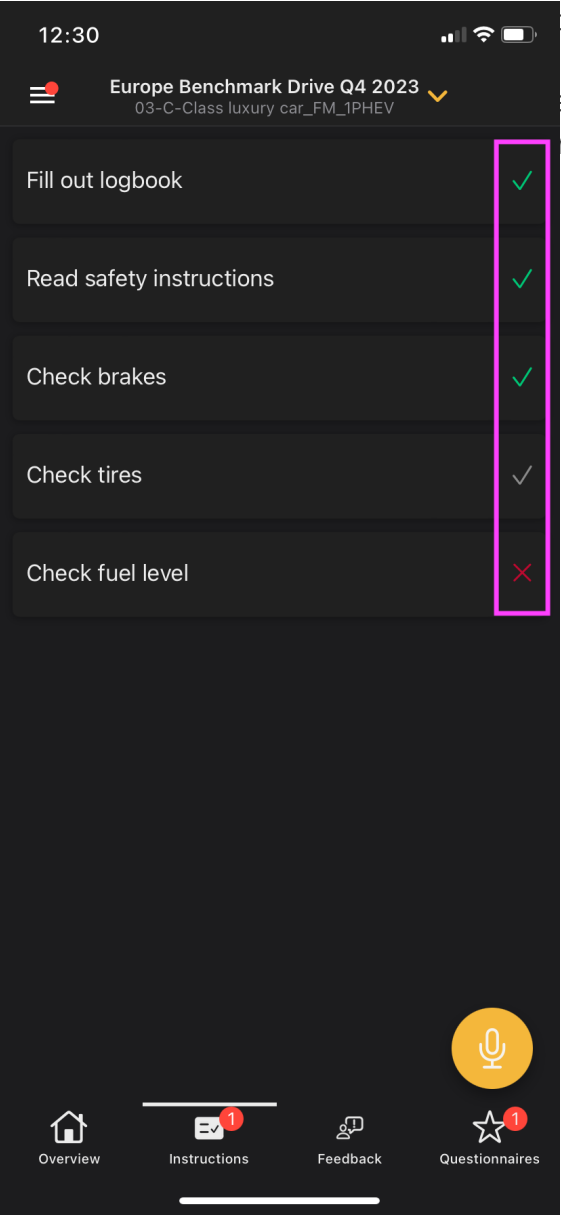 12:30
Europe Benchmark Drive Q4 2023
03-C-Class luxury car_FM_1PHEV
Fill out logbook
Read safety instructions
Check brakes
Check tires
Check fuel level
1
1
Overview
Instructions
Feedback
Questionnaires